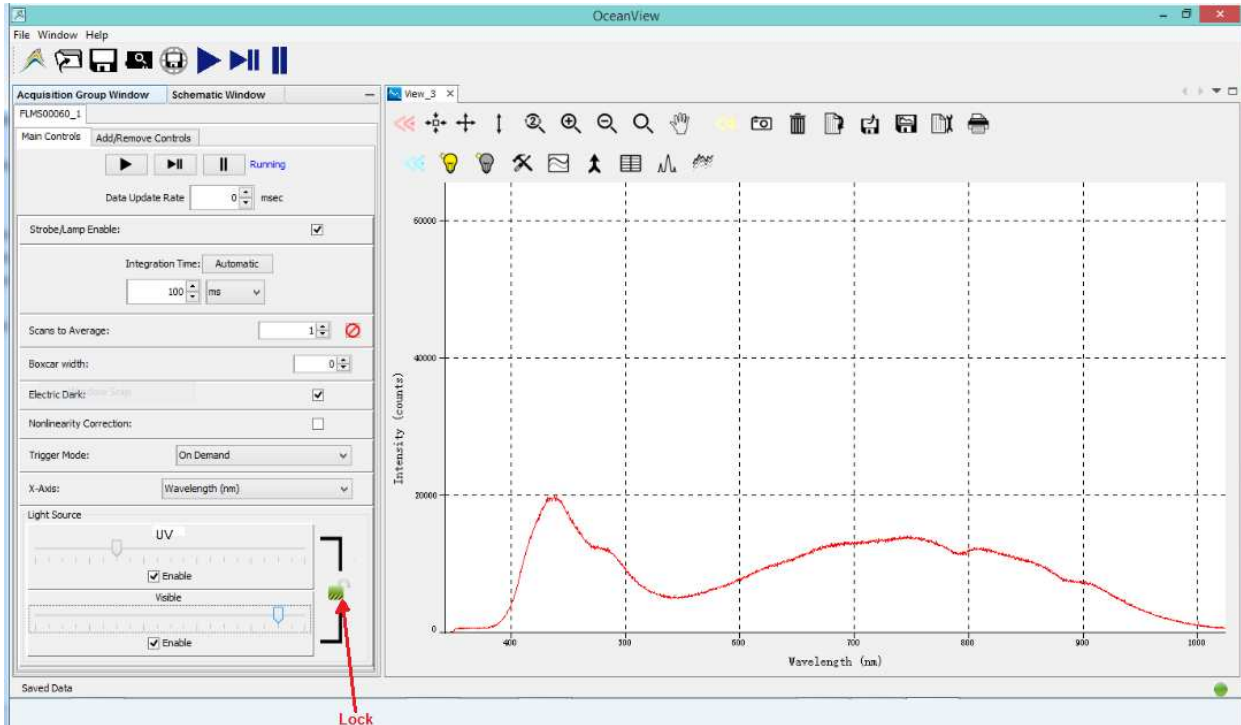 OceanView
File Window Help
Acquisition Group Window Schematic Window
View_3
FLMS00060_1
Main Controls Add/Remove Controls
Running
Data Update Rate 0 msec
Strobe/Lamp Enable:
Integration Time: Automatic
100 ms
Scans to Average: 1
Boxcar width: 0
Electric Dark:
Nonlinearity Correction:
Trigger Mode: On Demand
X-Axis: Wavelength (nm)
Light Source
UV
Enable
Visible
Enable
Intensity (counts)
60000
40000
20000
0
400 500 600 700 800 900 1000
Wavelength (nm)
Saved Data
Lock